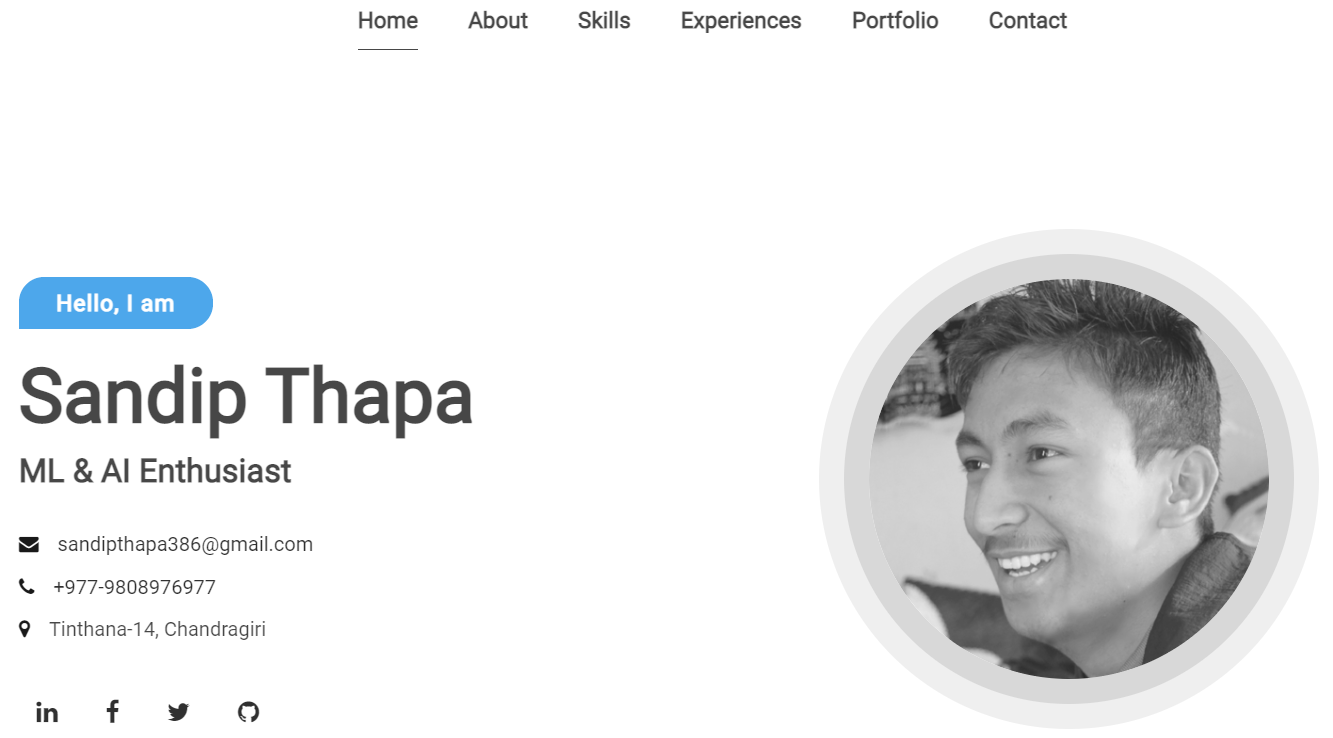 Home About Skills Experiences Portfolio Contact
Hello, I am
Sandip Thapa
ML & AI Enthusiast
sandipthapa386@gmail.com
+977-9808976977
Tinthana-14, Chandragiri